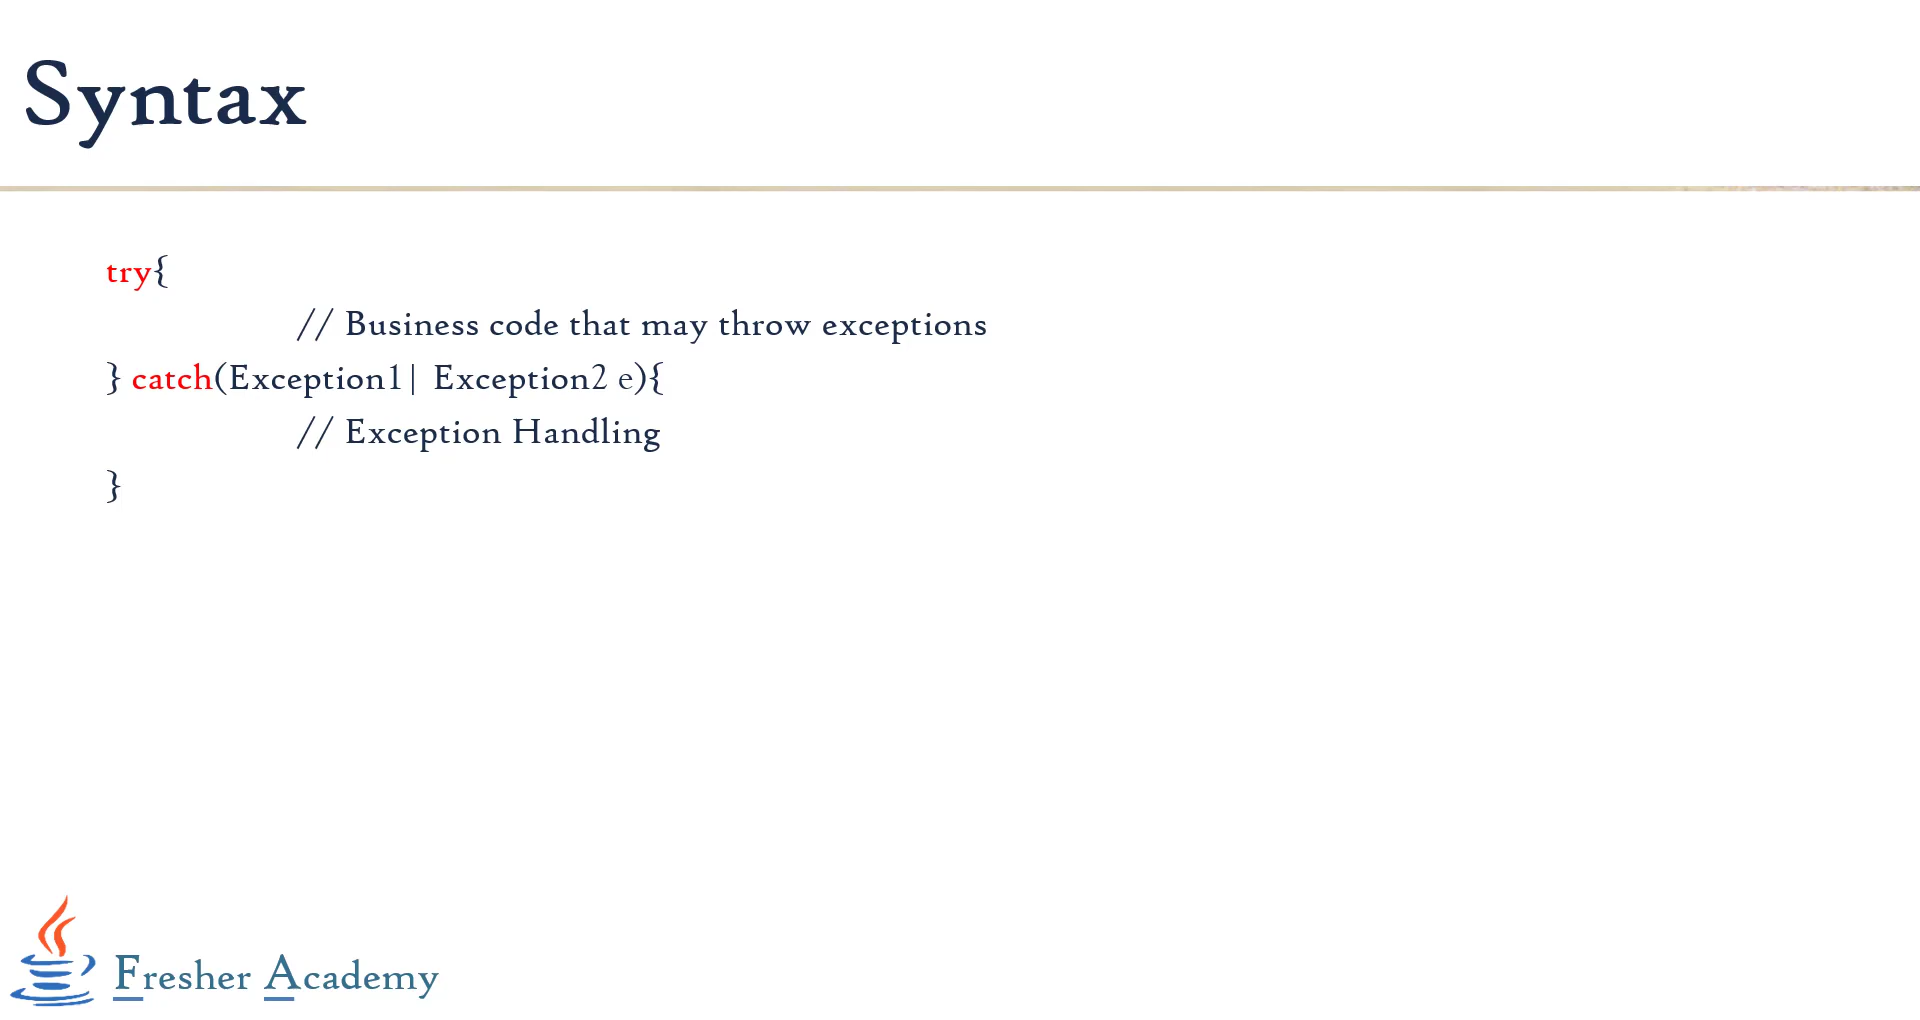 Syntax
try{
// Business code that may throw exceptions
} catch(Exception1| Exception2 e){
// Exception Handling
}
Fresher Academy